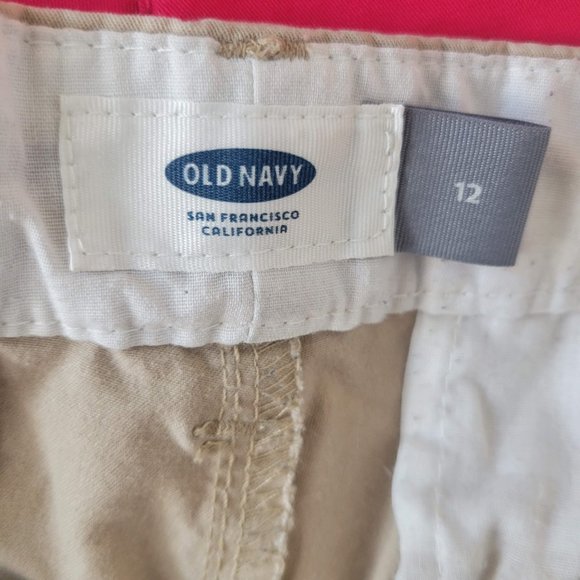 OLD NAVY
SAN FRANCISCO
CALIFORNIA
12